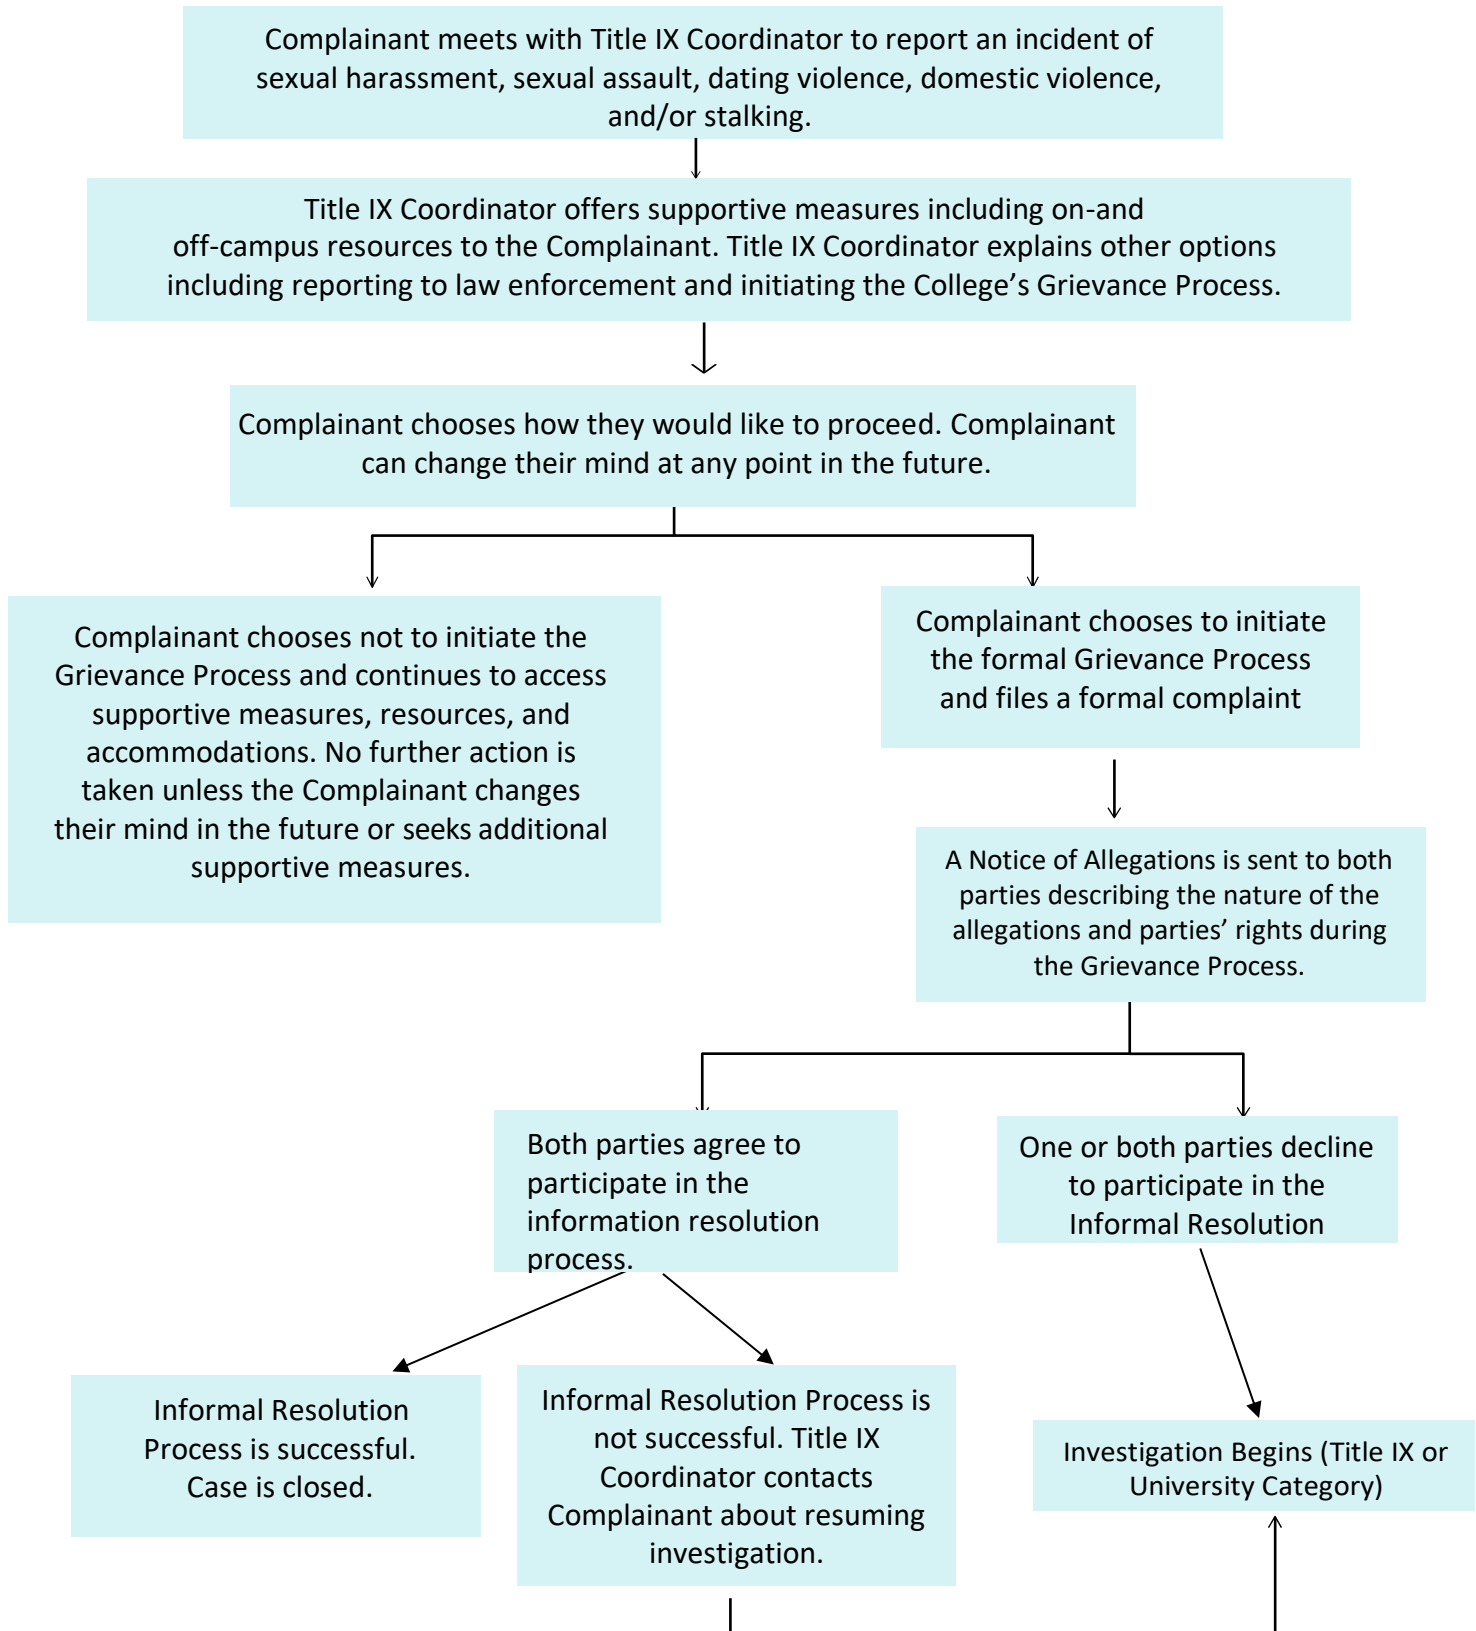 Complainant meets with Title IX Coordinator to report an incident of
sexual harassment, sexual assault, dating violence, domestic violence,
and/or stalking.
Title IX Coordinator offers supportive measures including on-and
off-campus resources to the Complainant. Title IX Coordinator explains other options
including reporting to law enforcement and initiating the College’s Grievance Process.
Complainant chooses how they would like to proceed. Complainant
can change their mind at any point in the future.
Complainant chooses not to initiate the
Grievance Process and continues to access
supportive measures, resources, and
accommodations. No further action is
taken unless the Complainant changes
their mind in the future or seeks additional
supportive measures.
Complainant chooses to initiate
the formal Grievance Process
and files a formal complaint
A Notice of Allegations is sent to both
parties describing the nature of the
allegations and parties’ rights during
the Grievance Process.
Both parties agree to
participate in the
information resolution
process.
One or both parties decline
to participate in the
Informal Resolution
Informal Resolution
Process is successful.
Case is closed.
Informal Resolution Process is
not successful. Title IX
Coordinator contacts
Complainant about resuming
investigation.
Investigation Begins (Title IX or
University Category)